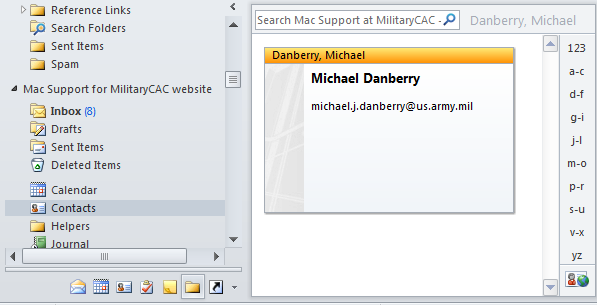 Reference Links
Search Folders
Sent Items
Spam
Mac Support for MilitaryCAC website
Inbox (8)
Drafts
Sent Items
Deleted Items
Calendar
Contacts
Helpers
Journal
Search Mac Support at MilitaryCAC -
Danberry, Michael
Danberry, Michael
Michael Danberry
michael.j.danberry@us.army.mil
123
a-c
d-f
g-i
j-l
m-o
p-r
s-u
v-x
yz